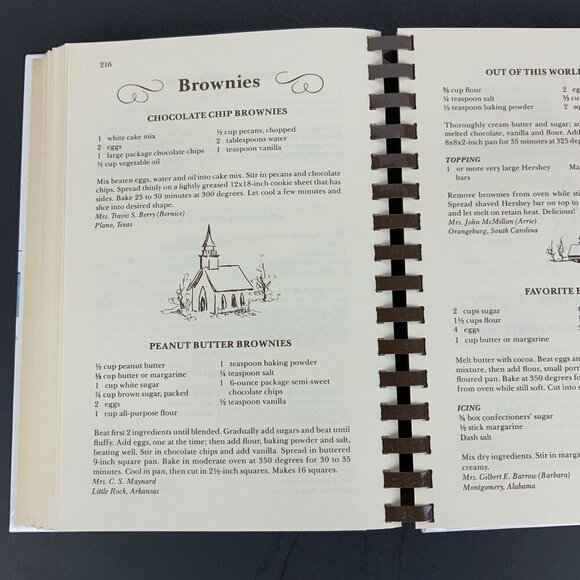 216
Brownies
CHOCOLATE CHIP BROWNIES
1 white cake mix
2 eggs
1 large package chocolate chips
½ cup vegetable oil
½ cup pecans, chopped
2 tablespoons water
1 teaspoon vanilla
Mix beaten eggs, water and oil into cake mix. Stir in pecans and chocolate
chips. Spread thinly on a lightly greased 12x18-inch cookie sheet that has
sides. Bake 25 to 30 minutes at 300 degrees. Let cool a few minutes and
slice into desired shape.
Mrs. Travis S. Berry (Bernice)
Plano, Texas
PEANUT BUTTER BROWNIES
½ cup peanut butter
⅓ cup butter or margarine
1 cup white sugar
¼ cup brown sugar, packed
2 eggs
1 cup all-purpose flour
1 teaspoon baking powder
¼ teaspoon salt
1 6-ounce package semi-sweet
chocolate chips
½ teaspoon vanilla
Beat first 2 ingredients until blended. Gradually add sugars and beat until
fluffy. Add eggs, one at the time; then add flour, baking powder and salt,
beating well. Stir in chocolate chips and add vanilla. Spread in buttered
9-inch square pan. Bake in moderate oven at 350 degrees for 30 to 35
minutes. Cool in pan, then cut in 2½-inch squares. Makes 16 squares.
Mrs. C. S. Maynard
Little Rock, Arkansas
OUT OF THIS WORLD
⅔ cup flour
¼ teaspoon salt
½ teaspoon baking powder
2
⅓
2
Thoroughly cream butter and sugar;
melted chocolate, vanilla and flour. Add
8x8x2-inch pan for 35 minutes at 325
TOPPING
1 or more very large Hershey
bars
Remove brownies from oven while
Spread shaved Hershey bar on top to
and let melt on retain heat. Delicious!
Mrs. John McMillan (Arrie)
Orangeburg, South Carolina
FAVORITE
2 cups sugar
1½ cups flour
4 eggs
1 cup butter or margarine
Melt butter with cocoa. Beat eggs
mixture, then add flour, small
floured pan. Bake at 350 degrees for
from oven while still soft. Cut into
ICING
¾ box confectioners' sugar
½ stick margarine
Dash salt
Mix dry ingredients. Stir in
creamy.
Mrs. Gilbert E. Barrow (Barbara)
Montgomery, Alabama